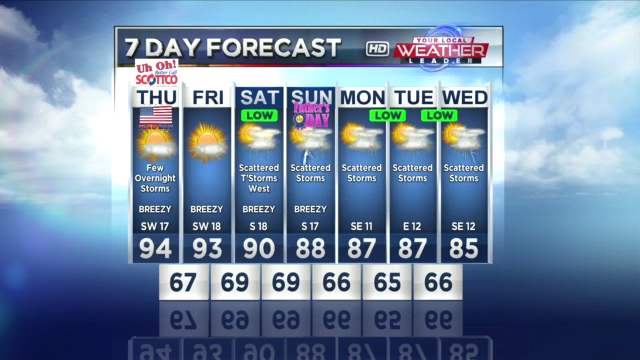 7 DAY FORECAST
HD
YOUR LOCAL
WEATHER
LEADER
Uh Oh!
Better Call
SCOTTCO
THU
FRI
SAT
SUN
MON
TUE
WED
LOW
Father's
DAY
LOW
LOW
Few
Overnight
Storms
Scattered
T'Storms
West
Scattered
Storms
Scattered
Storms
Scattered
Storms
Scattered
Storms
BREEZY
BREEZY
BREEZY
BREEZY
SW 17
SW 18
S 18
S 17
SE 11
E 12
SE 12
94
93
90
88
87
87
85
67
69
69
66
65
66